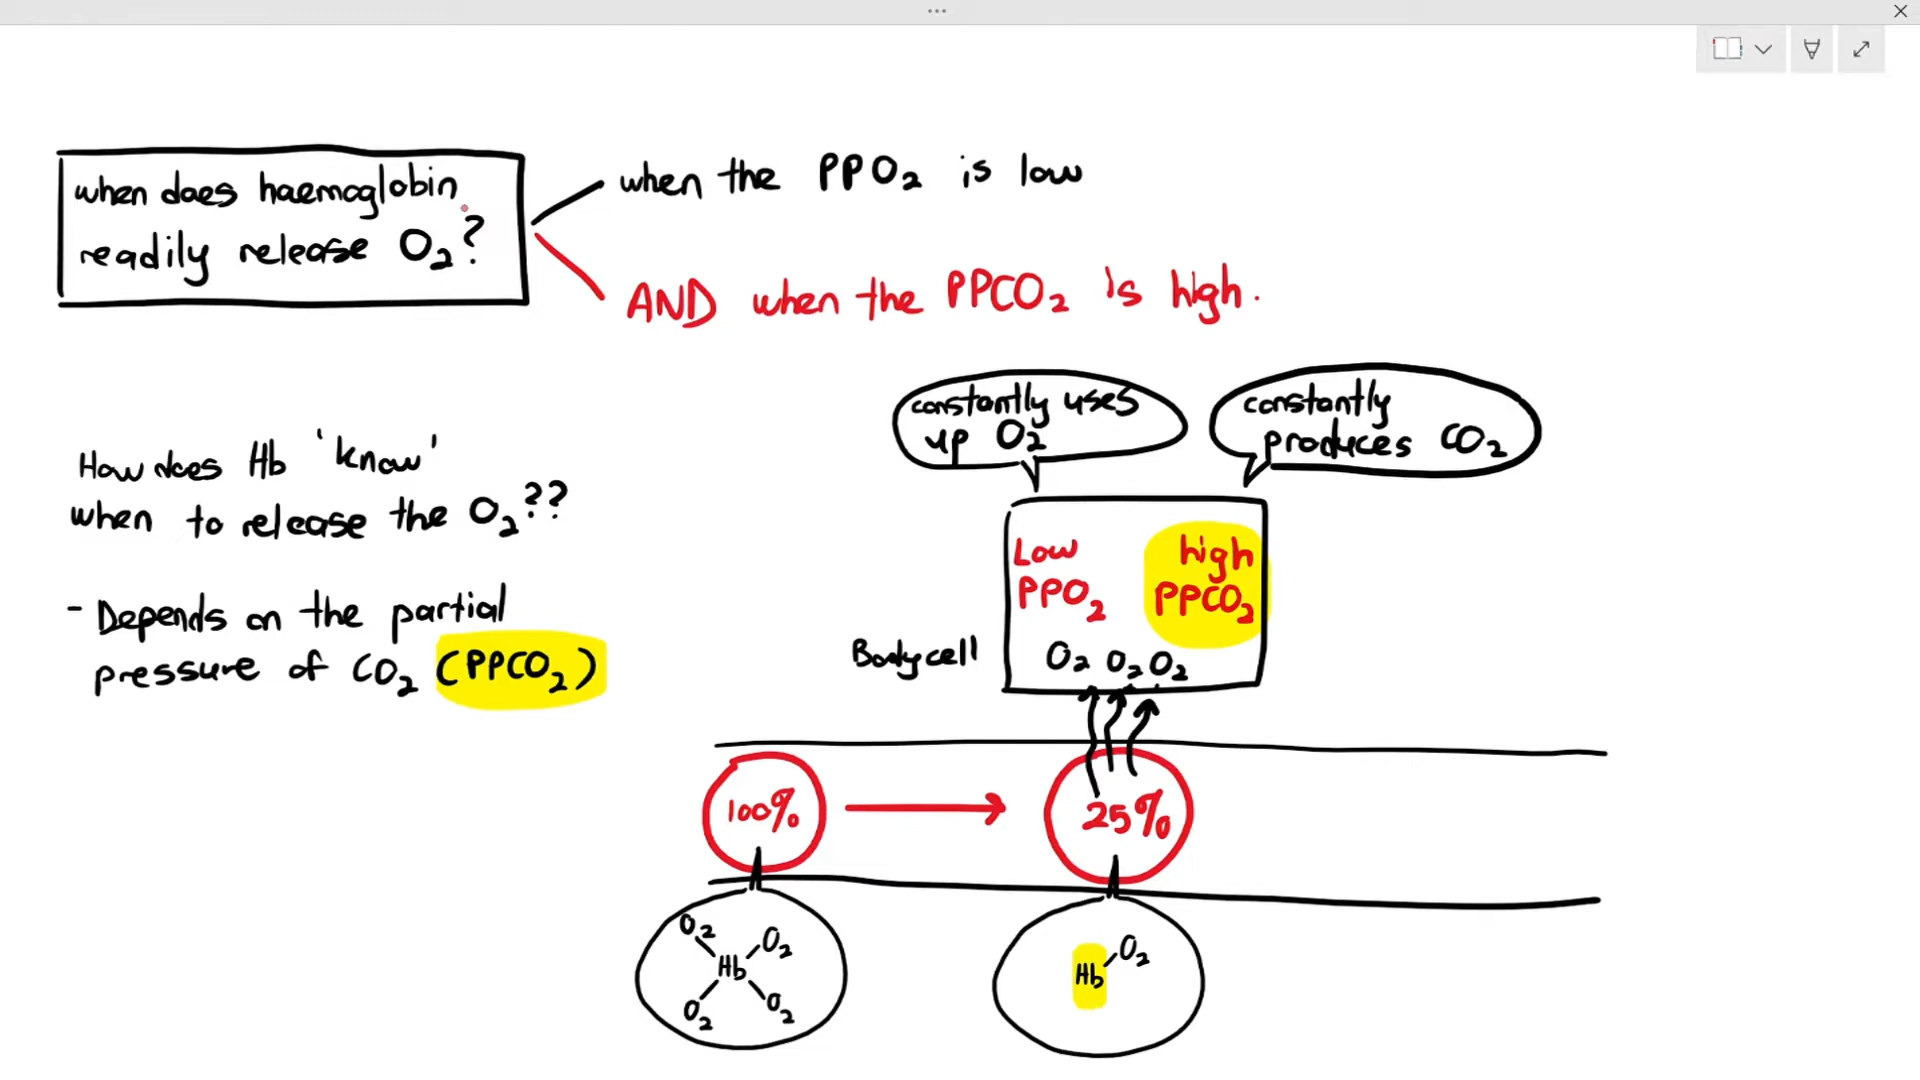 when does haemoglobin
readily release O₂?
when the PPO₂ is low
AND when the PPCO₂ is high.
How does Hb 'know'
when to release the O₂??
- Depends on the partial
pressure of CO₂ (PPCO₂)
constantly uses
up O₂
constantly
produces CO₂
Low
PPO₂
high
PPCO₂
Body cell
O₂ O₂ O₂
100%
25%
O₂
O₂
Hb
O₂
O₂
Hb
O₂